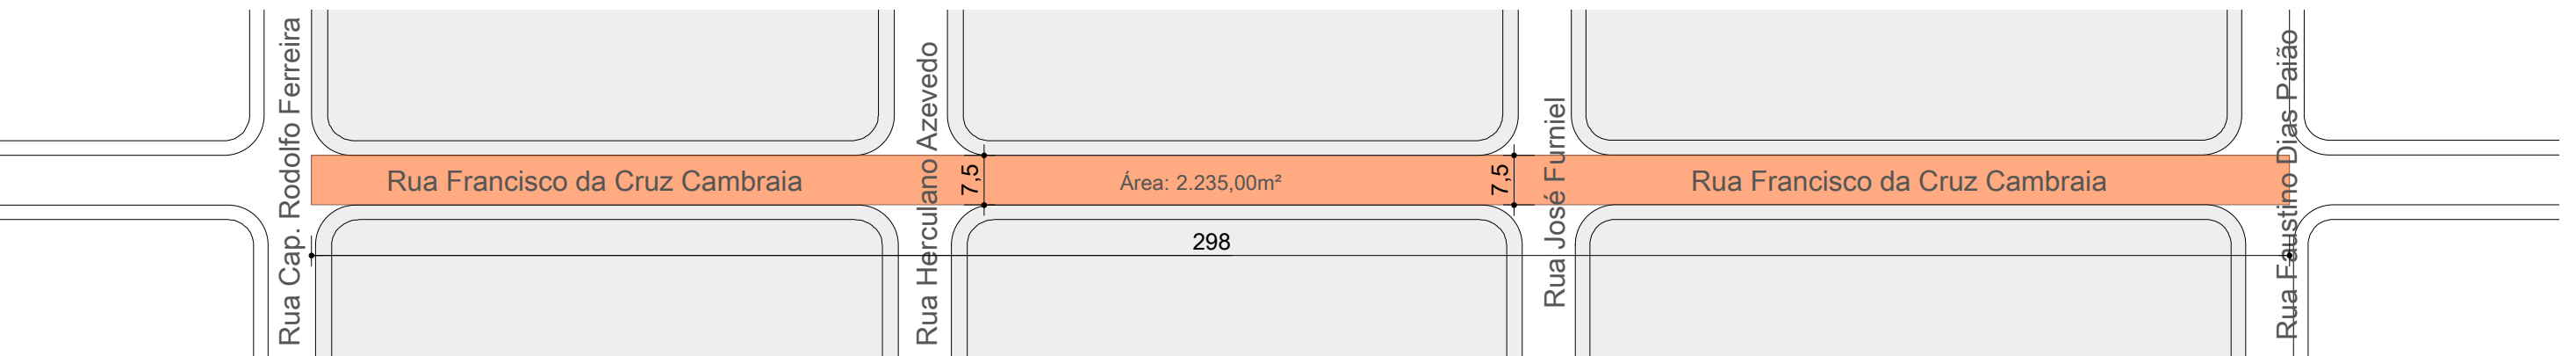 Rua Cap. Rodolfo Ferreira
Rua Francisco da Cruz Cambraia
Rua Herculano Azevedo
7,5
Área: 2.235,00m²
7,5
Rua José Furniel
Rua Francisco da Cruz Cambraia
Rua Faustino Dias Paião
298